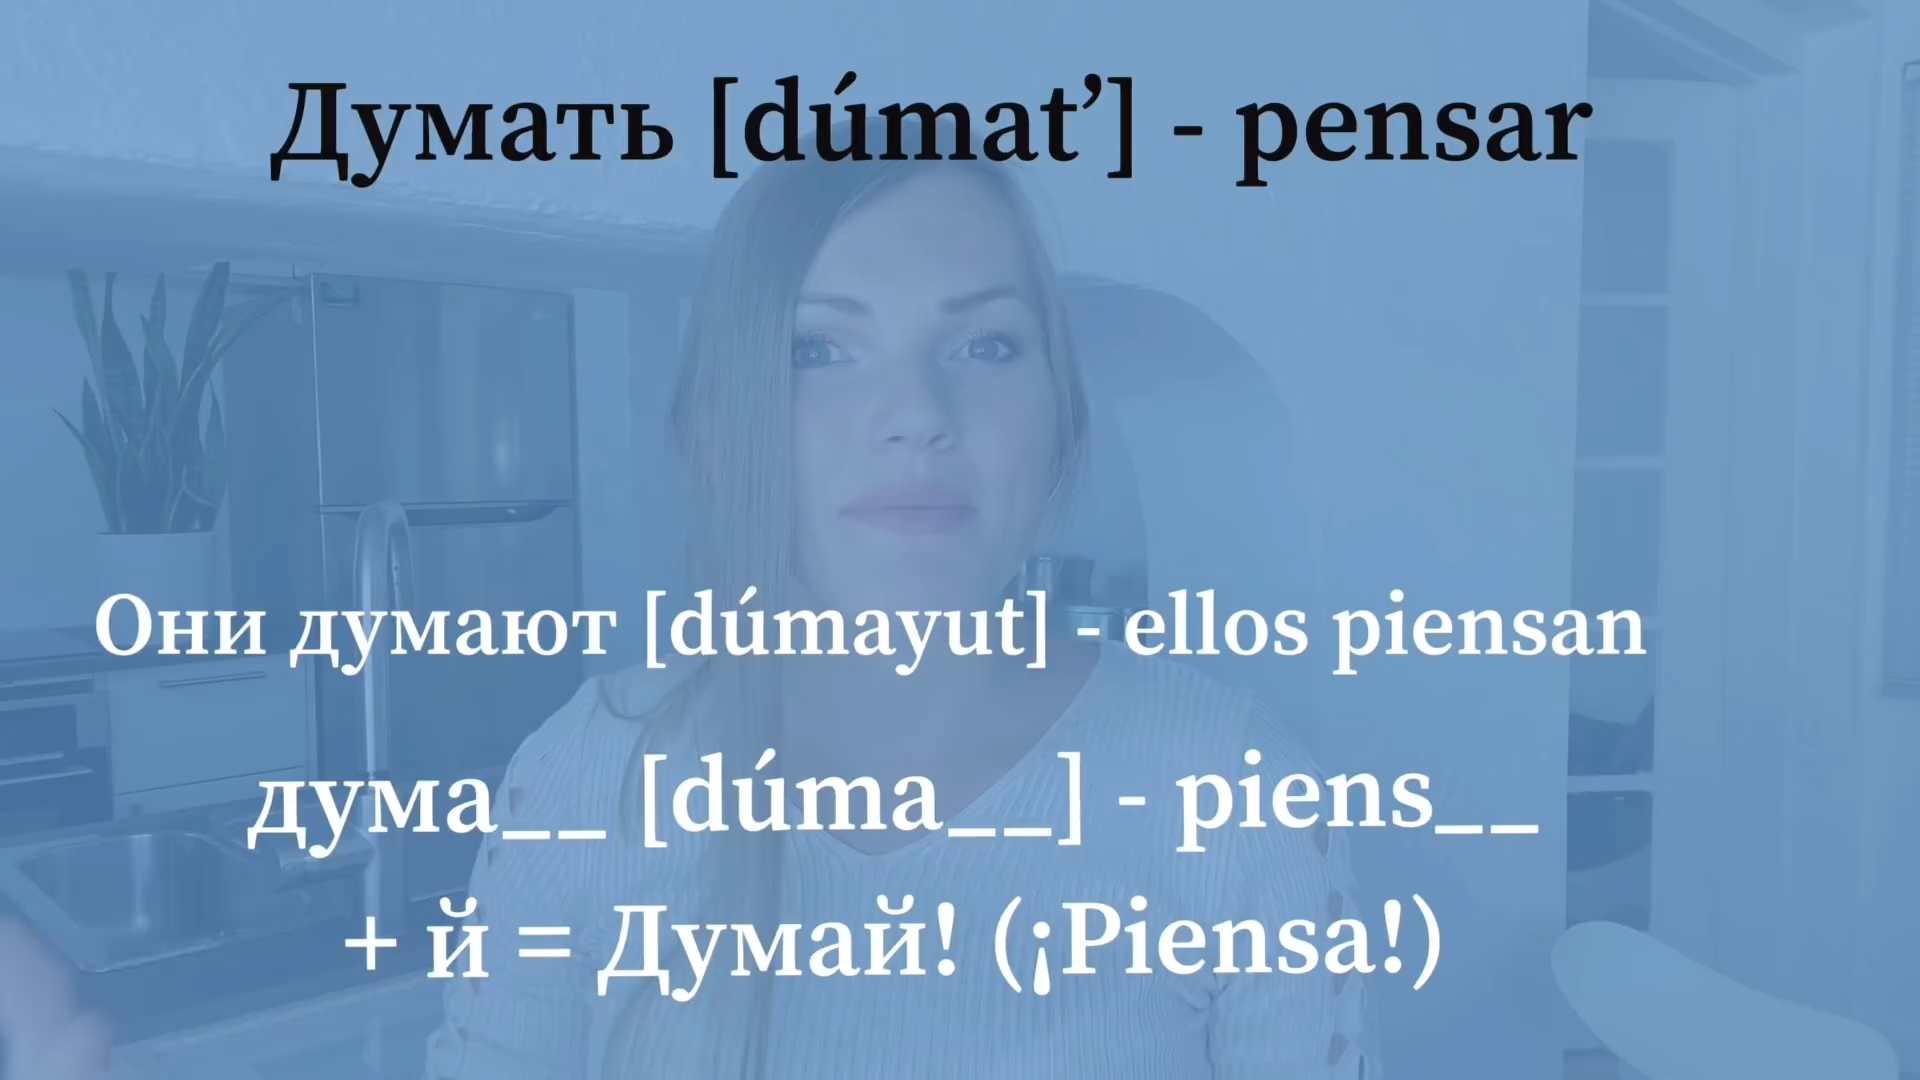 Думать [dúmat’] - pensar
Они думают [dúmayut] - ellos piensan
дума__ [dúma__] - piens__
+ й = Думай! (¡Piensa!)